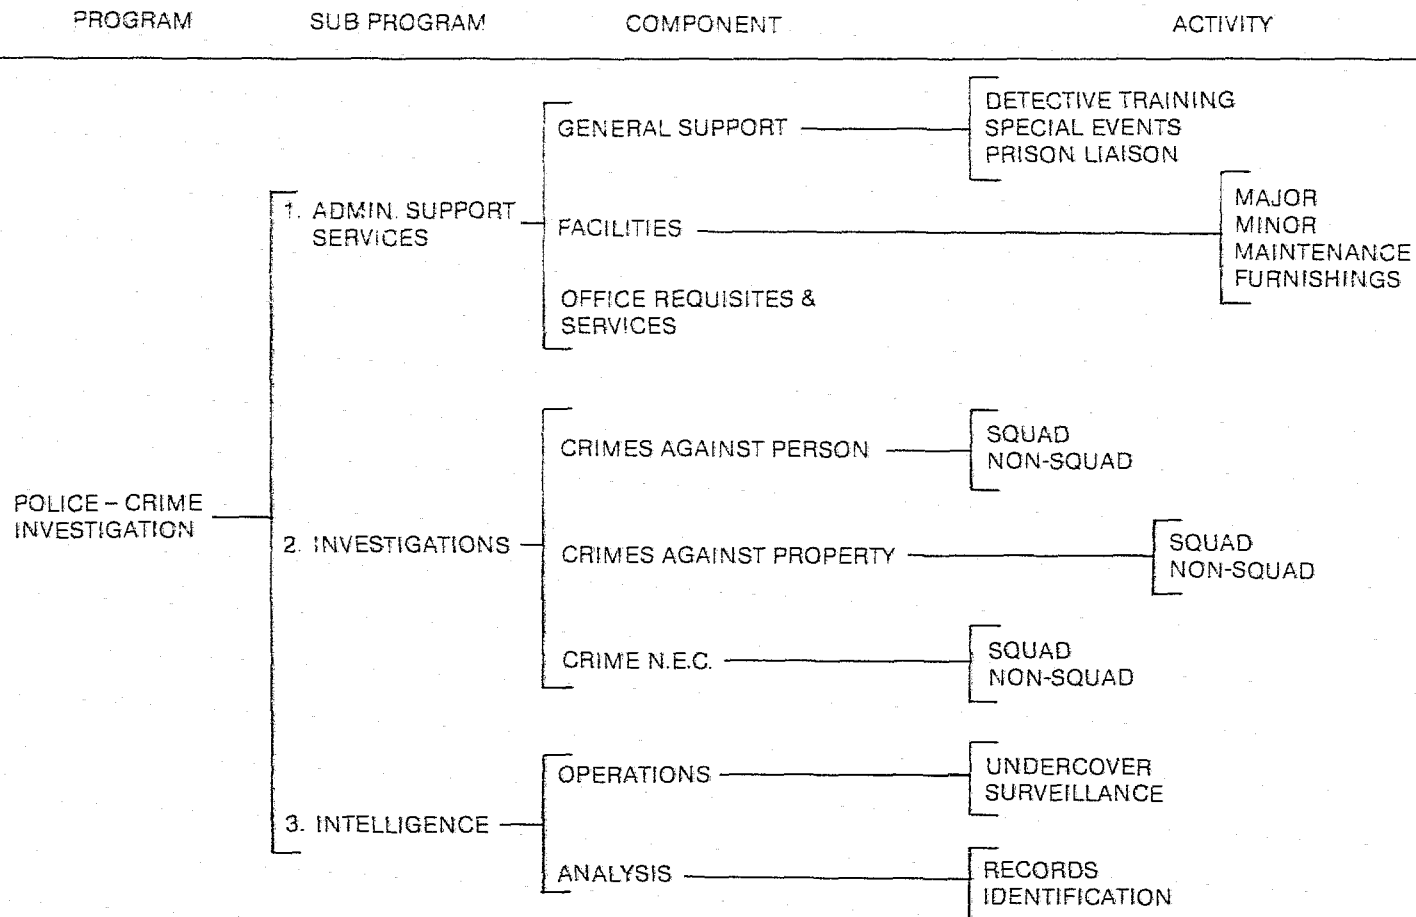 PROGRAM SUB PROGRAM COMPONENT ACTIVITY
GENERAL SUPPORT
DETECTIVE TRAINING
SPECIAL EVENTS
PRISON LIAISON
1. ADMIN. SUPPORT
SERVICES
FACILITIES
MAJOR
MINOR
MAINTENANCE
FURNISHINGS
OFFICE REQUISITES &
SERVICES
CRIMES AGAINST PERSON
SQUAD
NON-SQUAD
POLICE – CRIME
INVESTIGATION
2. INVESTIGATIONS
CRIMES AGAINST PROPERTY
SQUAD
NON-SQUAD
CRIME N.E.C.
SQUAD
NON-SQUAD
OPERATIONS
UNDERCOVER
SURVEILLANCE
3. INTELLIGENCE
ANALYSIS
RECORDS
IDENTIFICATION